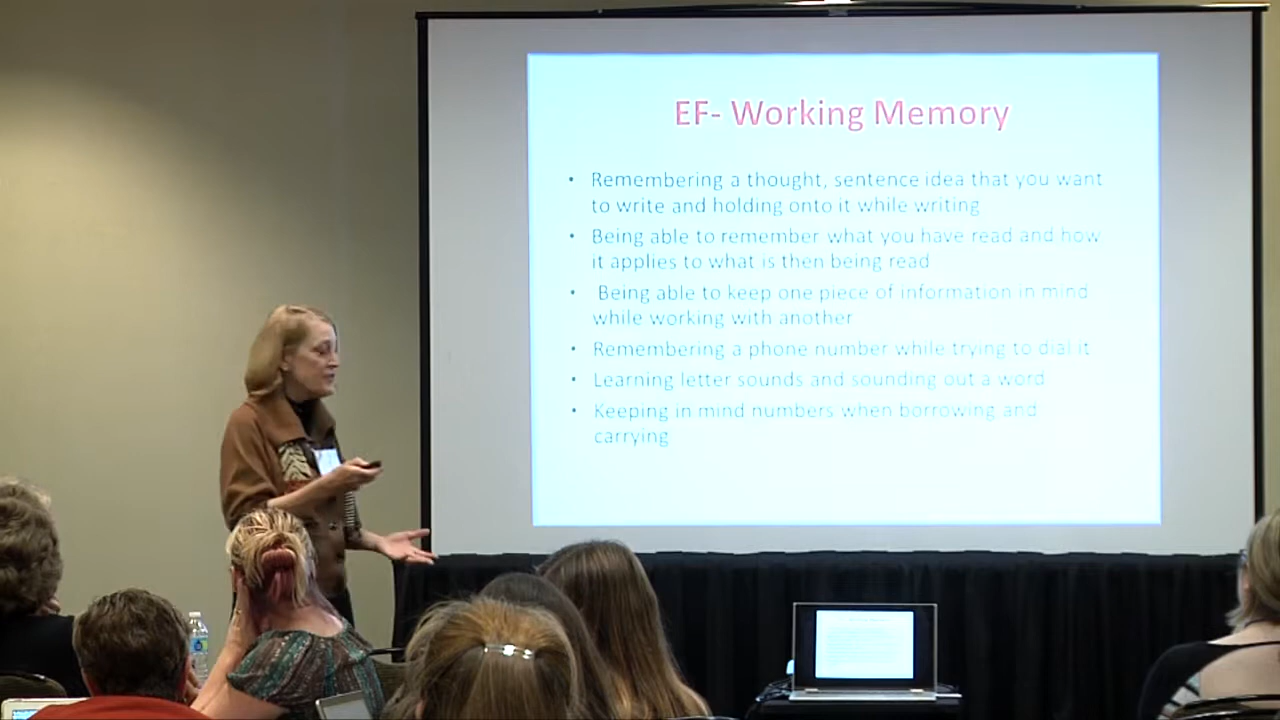 EF- Working Memory
• Remembering a thought, sentence idea that you want
to write and holding onto it while writing
• Being able to remember what you have read and how
it applies to what is then being read
• Being able to keep one piece of information in mind
while working with another
• Remembering a phone number while trying to dial it
• Learning letter sounds and sounding out a word
• Keeping in mind numbers when borrowing and
carrying